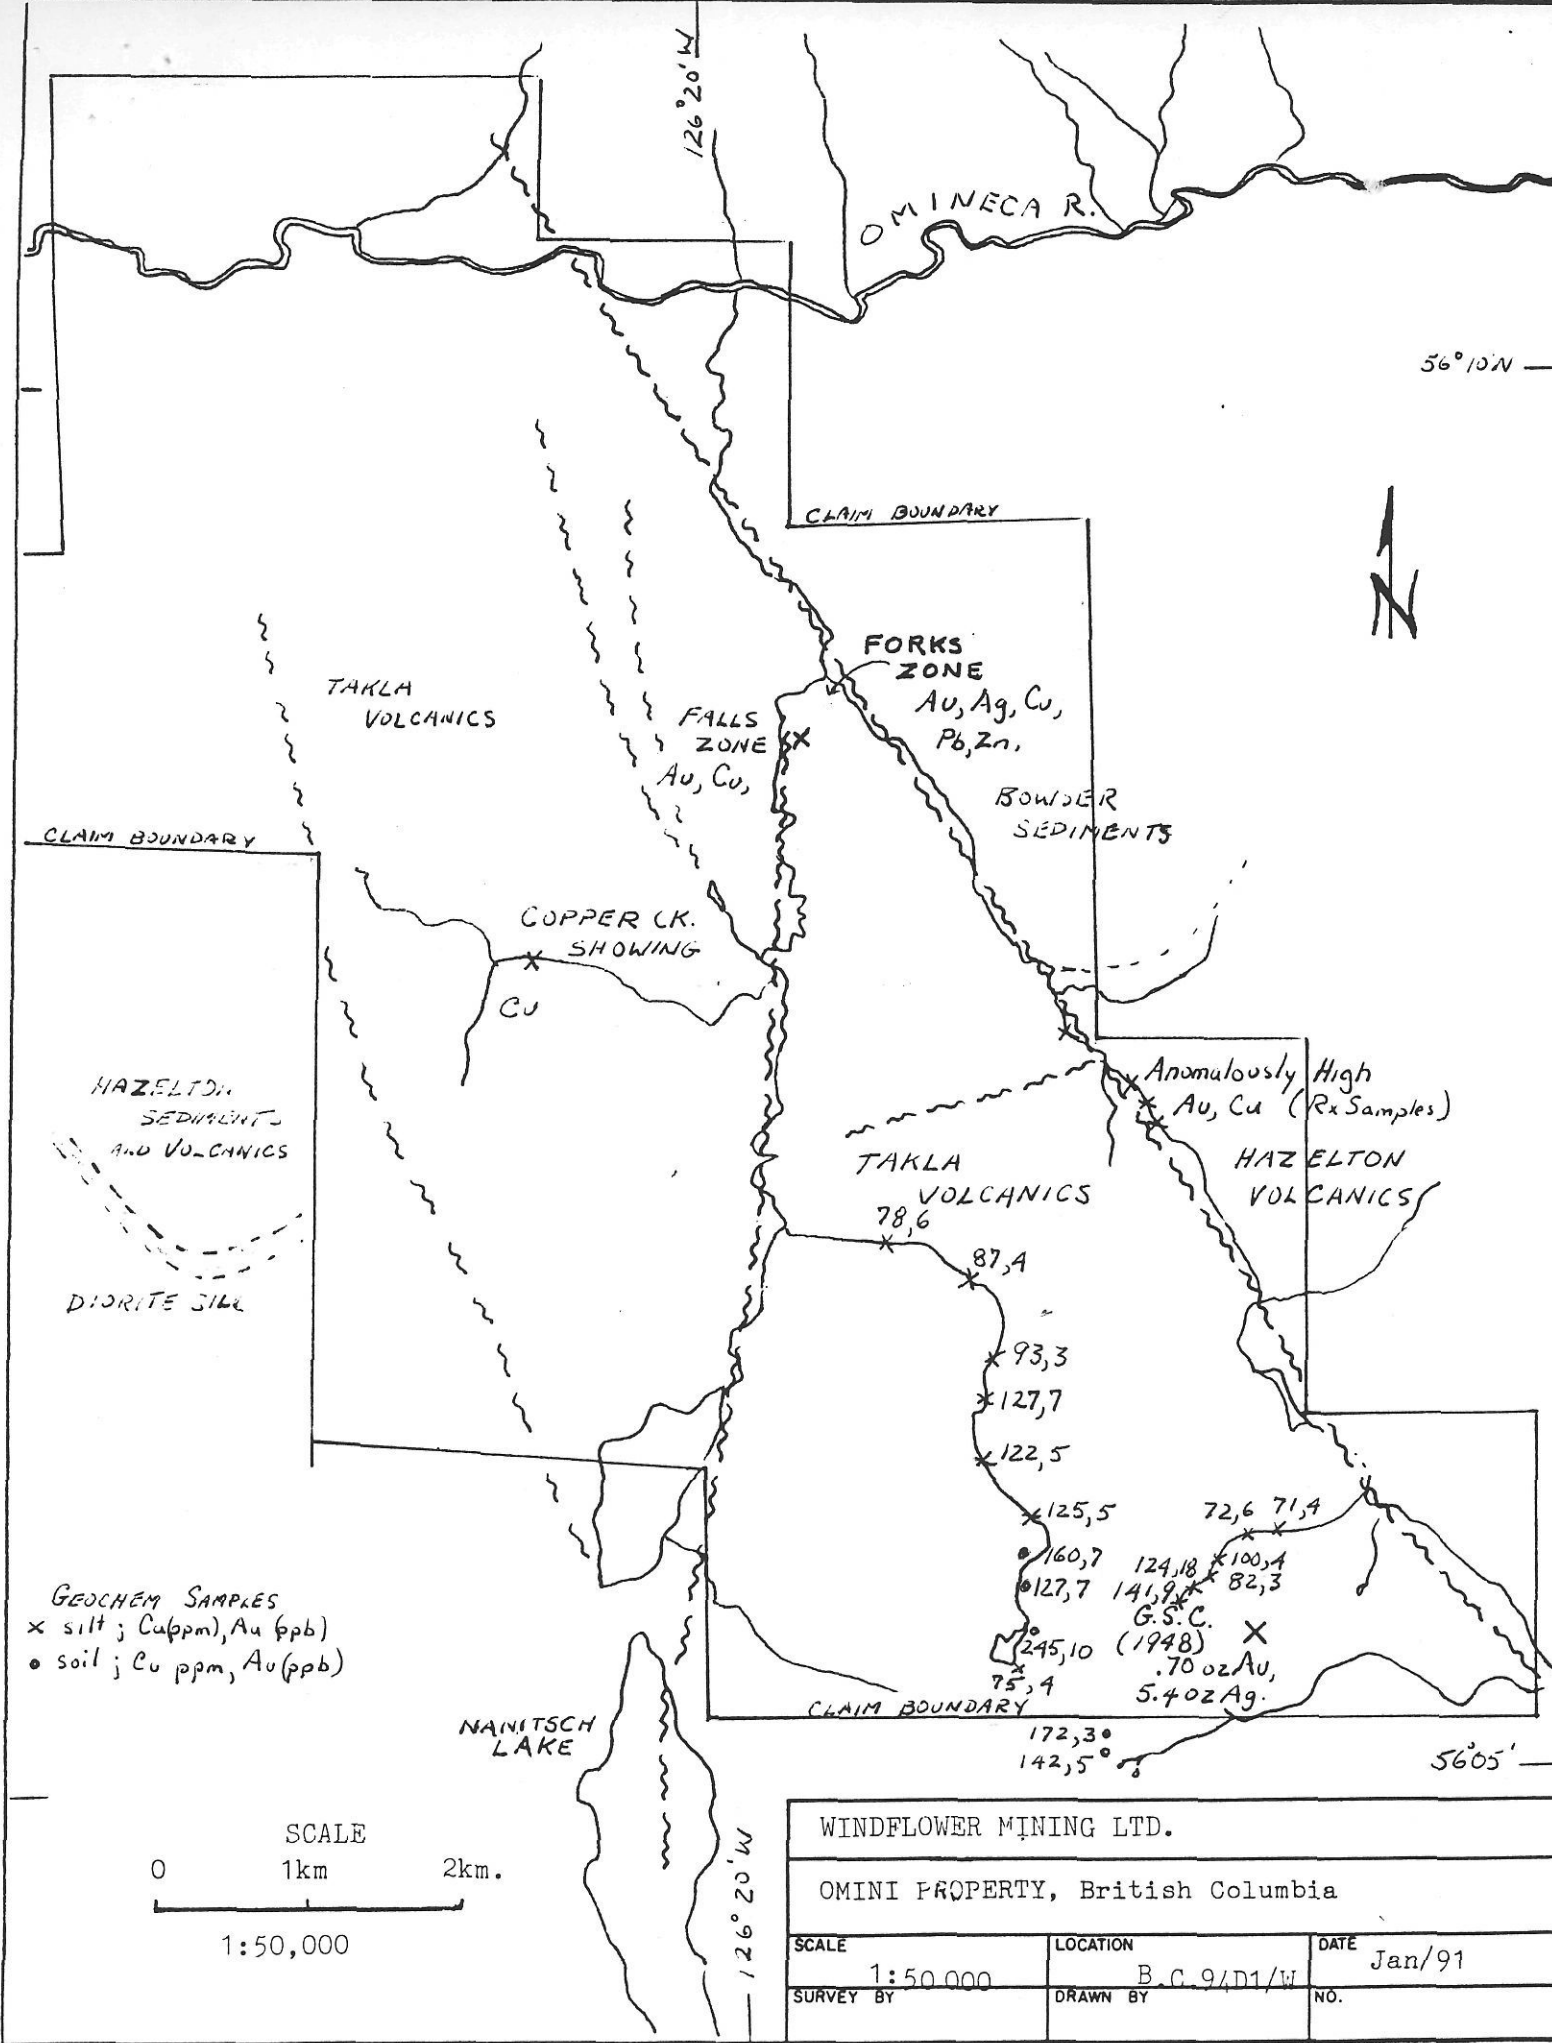 126°20'W
OMINECA R.
56°10'N
CLAIM BOUNDARY
N
FORKS
ZONE
Au, Ag, Cu,
Pb, Zn.
TAKLA
VOLCANICS
FALLS
ZONE
Au, Cu,
BOWSER
SEDIMENTS
CLAIM BOUNDARY
COPPER CK.
SHOWING
Cu
HAZELTON
SEDIMENTS
AND VOLCANICS
DIORITE SILL
Anomalously High
Au, Cu (Rx Samples)
TAKLA
VOLCANICS
HAZELTON
VOLCANICS
78,6
87,4
93,3
127,7
122,5
125,5
160,7
127,7
245,10
75,4
72,6 71,4
124,18 100,4
141,9 82,3
G.S.C.
(1948)
.70 oz Au,
5.4 oz Ag.
GEOCHEM SAMPLES
x silt ; Cu(ppm), Au (ppb)
• soil ; Cu ppm, Au(ppb)
CLAIM BOUNDARY
172,3
142,5
56°05'
NANITSCH
LAKE
126°20'W
SCALE
0 1km 2km.
1:50,000
WINDFLOWER MINING LTD.
OMINI PROPERTY, British Columbia
SCALE
1:50 000
LOCATION
B.C. 94D1/W
DATE
Jan/91
SURVEY BY
DRAWN BY
NO.